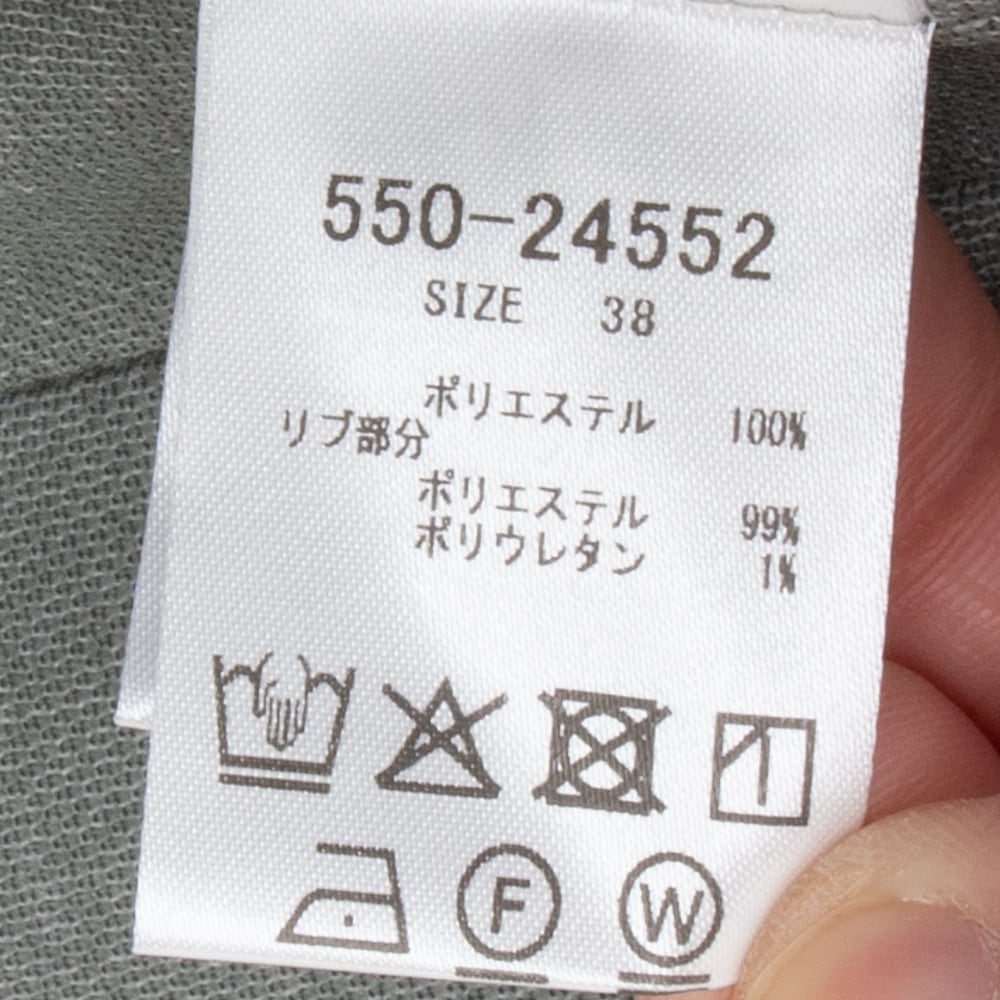 550-24552
SIZE 38
ポリエステル 100%
リブ部分
ポリエステル 99%
ポリウレタン 1%
F W